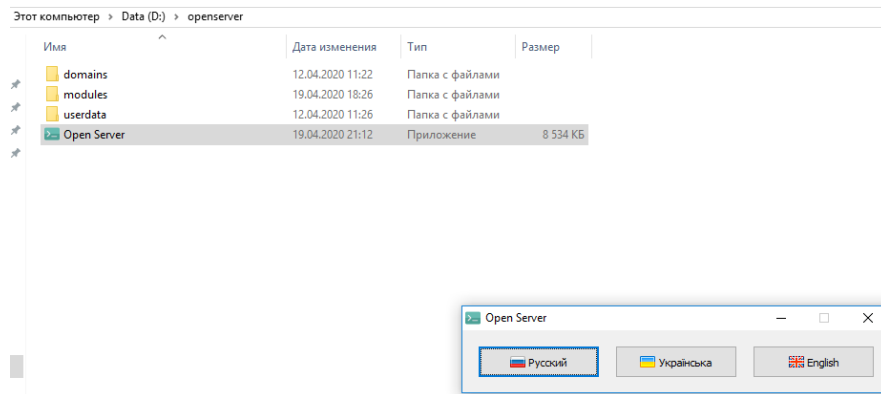 Этот компьютер > Data (D:) > openserver
Имя Дата изменения Тип Размер
domains 12.04.2020 11:22 Папка с файлами
modules 19.04.2020 18:26 Папка с файлами
userdata 12.04.2020 11:26 Папка с файлами
Open Server 19.04.2020 21:12 Приложение 8 534 КБ
Open Server
Русский Українська English